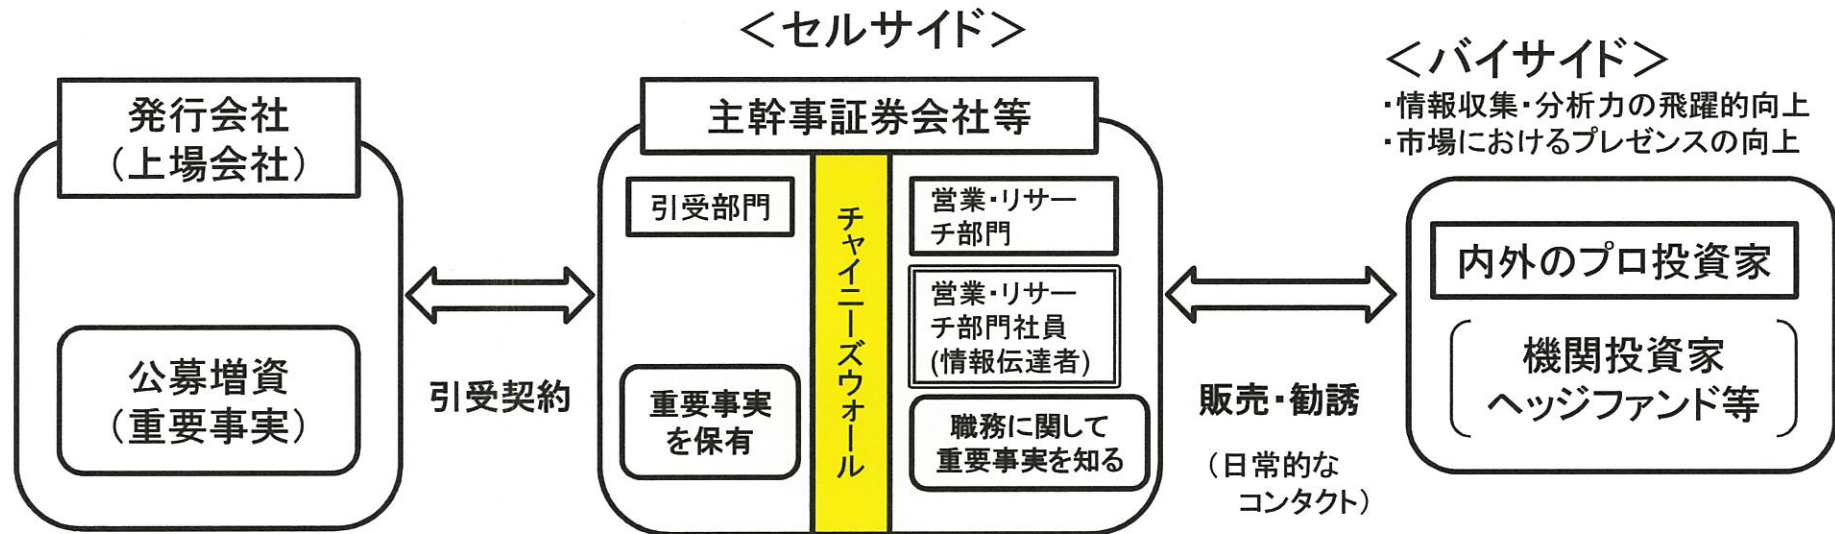 <セルサイド>
<バイサイド>
・情報収集・分析力の飛躍的向上
・市場におけるプレゼンスの向上
発行会社
(上場会社)
公募増資
(重要事実)
引受契約
主幹事証券会社等
引受部門
重要事実
を保有
チャイニーズウォール
営業・リサー
チ部門
営業・リサー
チ部門社員
(情報伝達者)
職務に関して
重要事実を知る
販売・勧誘
(日常的な
コンタクト)
内外のプロ投資家
機関投資家
ヘッジファンド等